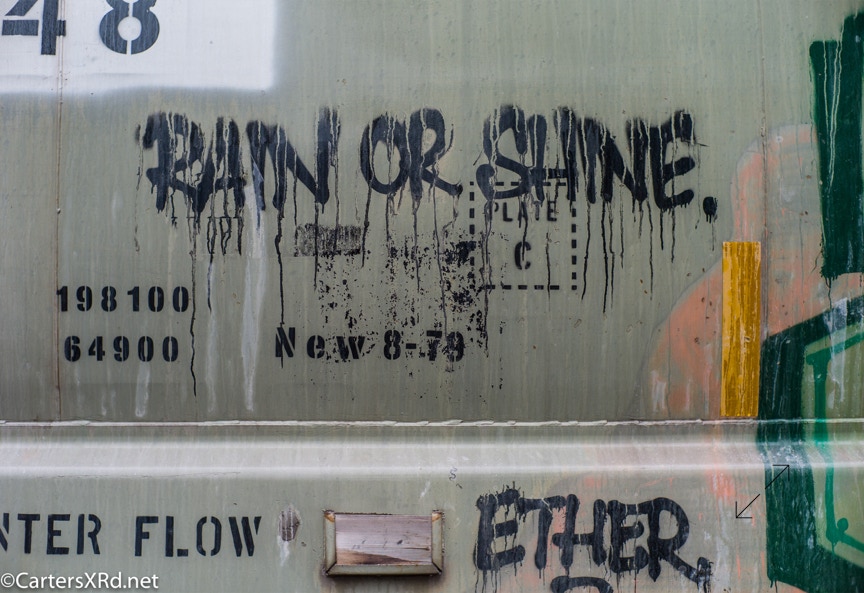 48
RAIN OR SHINE.
PLATE
C
198100
64900 New 8-79
NTER FLOW
ETHER
©CartersXRd.net